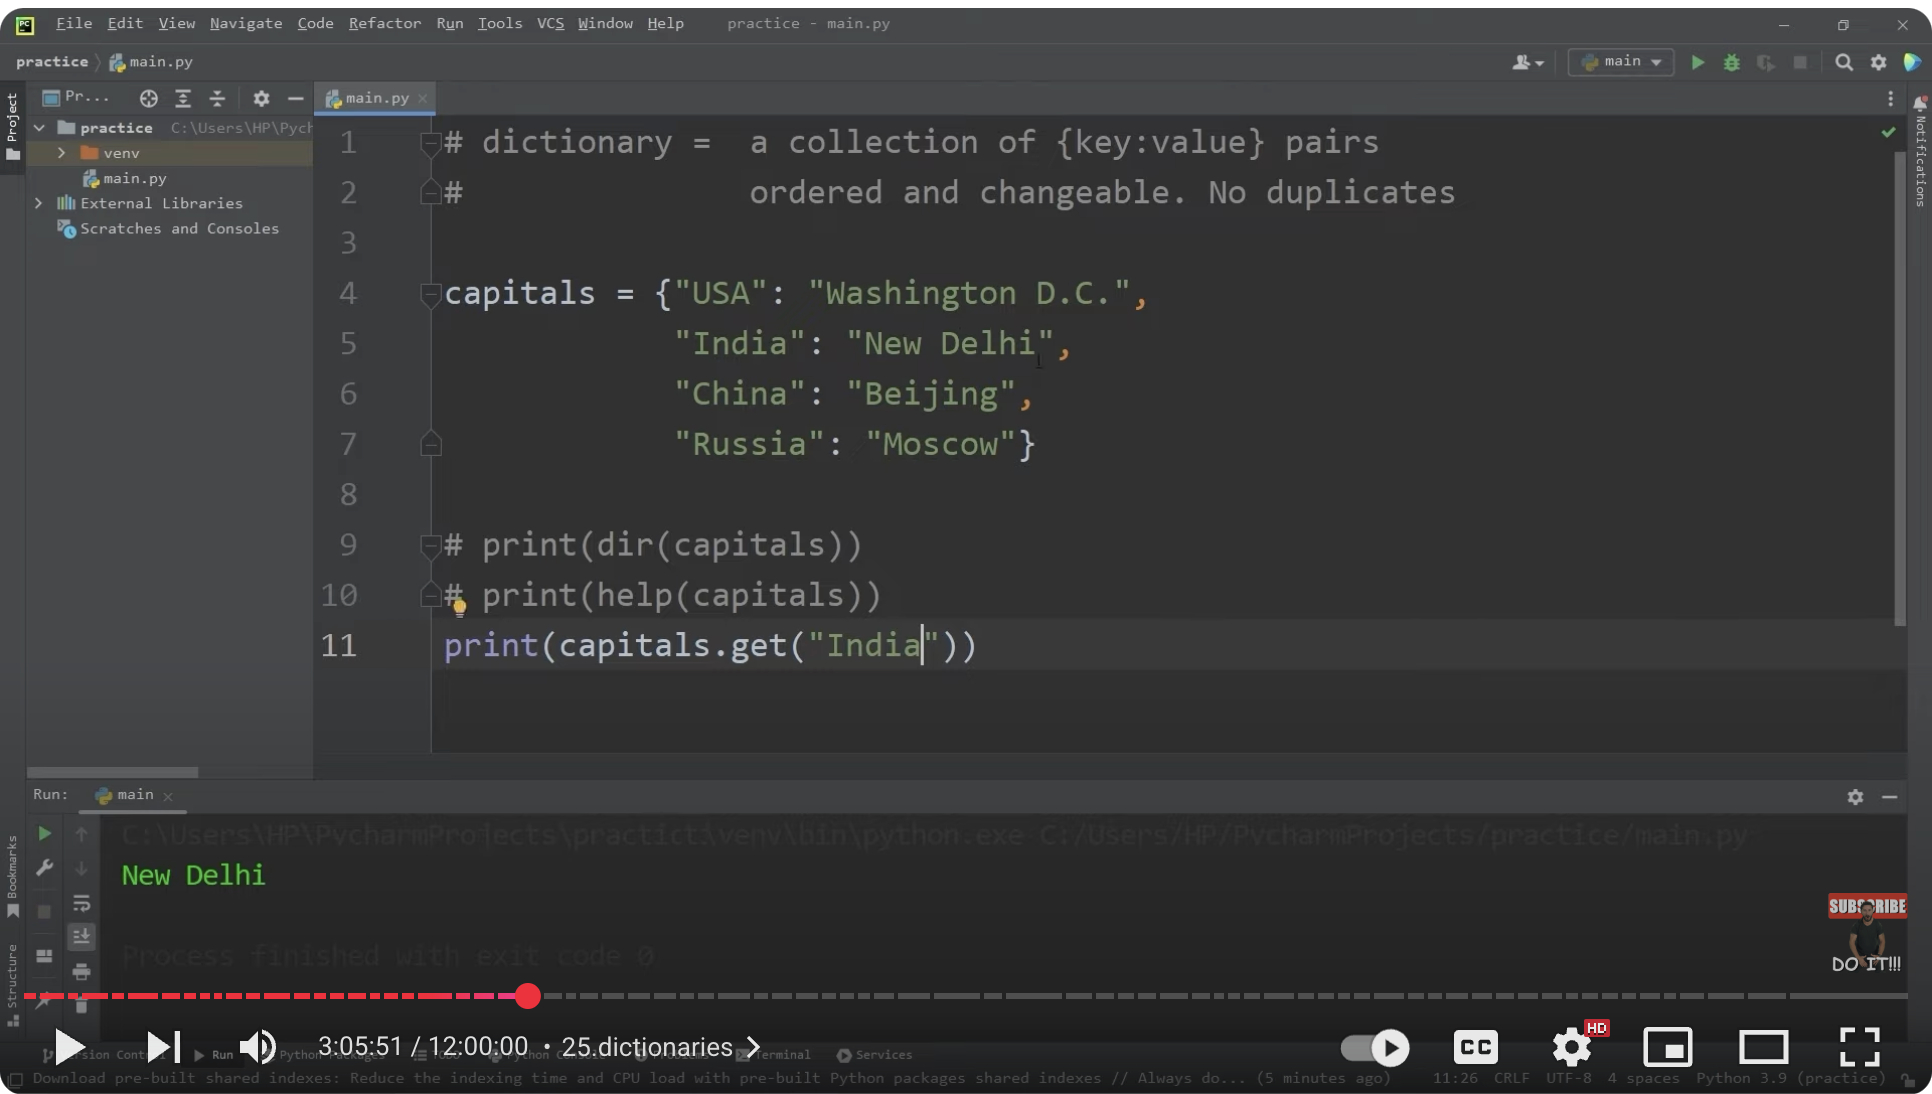 File Edit View Navigate Code Refactor Run Tools VCS Window Help practice - main.py
practice main.py
main
Project
Pr...
main.py
practice C:\Users\HP\Pych
venv
main.py
External Libraries
Scratches and Consoles
Notifications
1 # dictionary = a collection of {key:value} pairs
2 # ordered and changeable. No duplicates
3
4 capitals = {"USA": "Washington D.C.",
5 "India": "New Delhi",
6 "China": "Beijing",
7 "Russia": "Moscow"}
8
9 # print(dir(capitals))
10 # print(help(capitals))
11 print(capitals.get("India"))
Run: main
C:\Users\HP\PycharmProjects\practict\venv\bin\python.exe C:/Users/HP/PycharmProjects/practice/main.py
New Delhi
Process finished with exit code 0
Bookmarks
Structure
SUBSCRIBE
DO IT!!!
3:05:51 / 12:00:00 • 25.dictionaries
CC
HD
Run
Terminal
Services
Download pre-built shared indexes: Reduce the indexing time and CPU load with pre-built Python packages shared indexes // Always do... (5 minutes ago) 11:26 CRLF UTF-8 4 spaces Python 3.9 (practice)